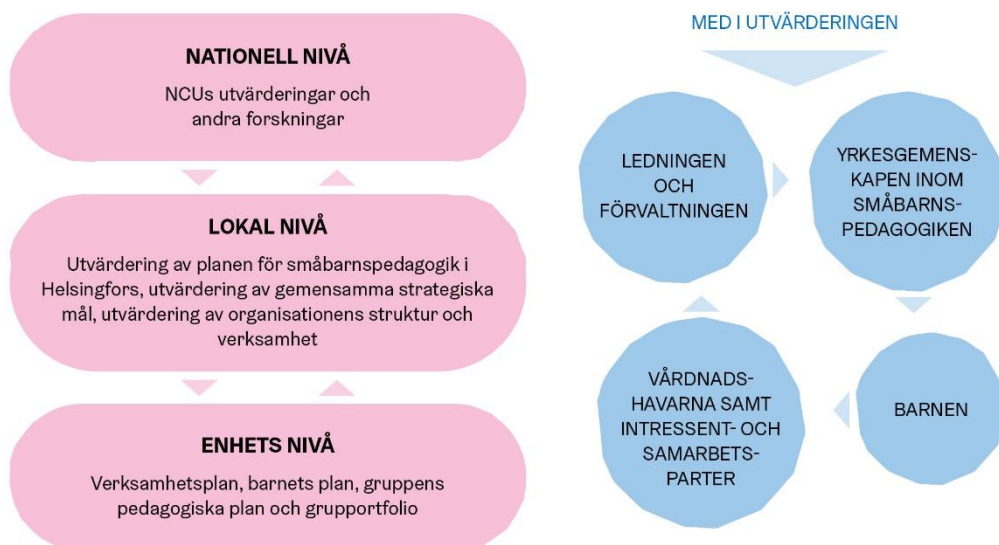 NATIONELL NIVÅ
NCUs utvärderingar och
andra forskningar
LOKAL NIVÅ
Utvärdering av planen för småbarnspedagogik i
Helsingfors, utvärdering av gemensamma strategiska
mål, utvärdering av organisationens struktur och
verksamhet
ENHETS NIVÅ
Verksamhetsplan, barnets plan, gruppens
pedagogiska plan och grupportfolio
MED I UTVÄRDERINGEN
LEDNINGEN
OCH
FÖRVALTNINGEN
YRKESGEMENS-
KAPEN INOM
SMÅBARNS-
PEDAGOGIKEN
BARNEN
VÅRDNADS-
HAVARNA SAMT
INTRESSENT- OCH
SAMARBETS-
PARTER